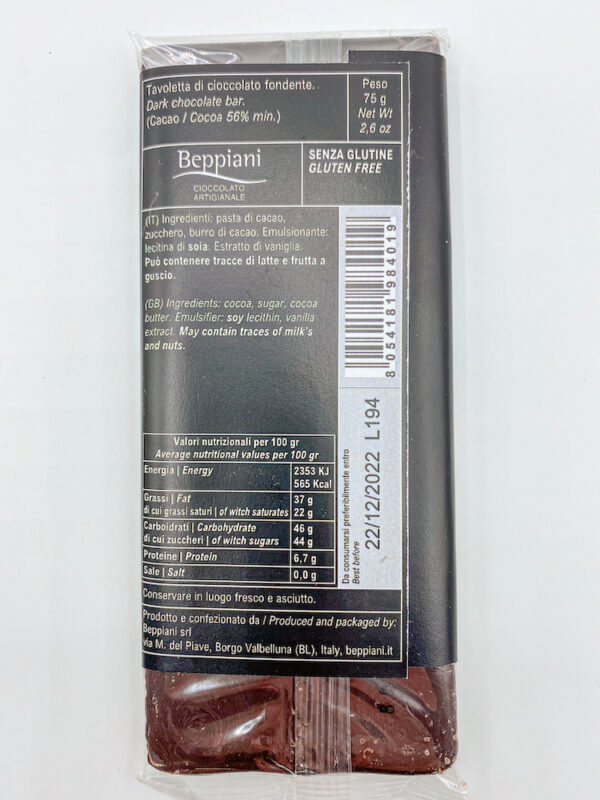 Tavoletta di cioccolato fondente.
Dark chocolate bar.
(Cacao / Cocoa 56% min.)
Peso
75 g
Net Wt
2,6 oz
Beppiani
CIOCCOLATO
ARTIGIANALE
SENZA GLUTINE
GLUTEN FREE
(IT) Ingredienti: pasta di cacao,
zucchero, burro di cacao. Emulsionante:
lecitina di soia. Estratto di vaniglia.
Può contenere tracce di latte e frutta a
guscio.
(GB) Ingredients: cocoa, sugar, cocoa
butter. Emulsifier: soy lecithin, vanilla
extract. May contain traces of milk's
and nuts.
8 054181 984019
Da consumarsi preferibilmente entro
Best before
22/12/2022 L194
Valori nutrizionali per 100 gr
Average nutritional values per 100 gr
Energia | Energy 2353 KJ
565 Kcal
Grassi | Fat 37 g
di cui grassi saturi | of witch saturates 22 g
Carboidrati | Carbohydrate 46 g
di cui zuccheri | of witch sugars 44 g
Proteine | Protein 6,7 g
Sale | Salt 0,0 g
Conservare in luogo fresco e asciutto.
Prodotto e confezionato da / Produced and packaged by:
Beppiani srl
via M. del Piave, Borgo Valbelluna (BL), Italy, beppiani.it